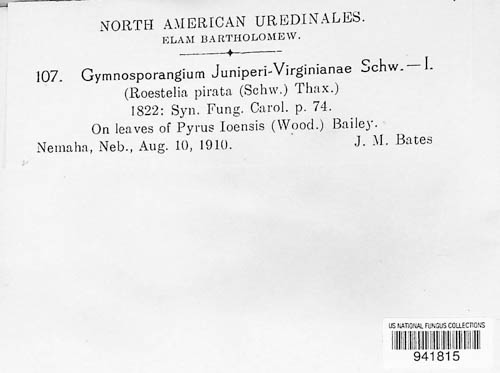 NORTH AMERICAN UREDINALES.
ELAM BARTHOLOMEW.
107. Gymnosporangium Juniperi-Virginianae Schw.—I.
(Roestelia pirata (Schw.) Thax.)
1822: Syn. Fung. Carol. p. 74.
On leaves of Pyrus Ioensis (Wood.) Bailey.
Nemaha, Neb., Aug. 10, 1910. J. M. Bates
US NATIONAL FUNGUS COLLECTIONS
941815